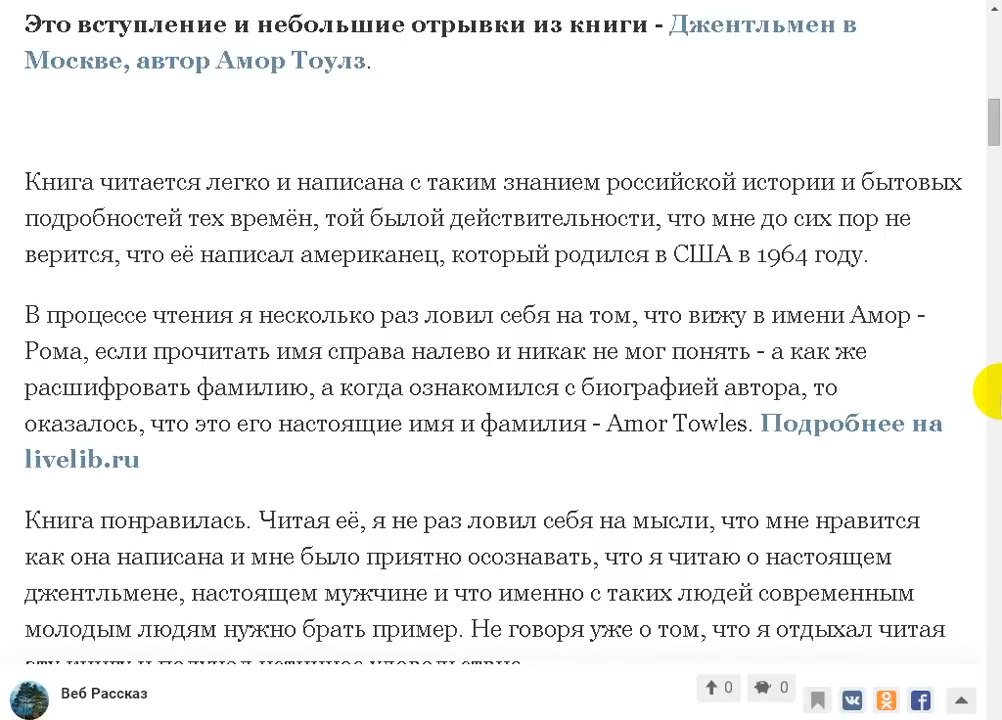 Это вступление и небольшие отрывки из книги - Джентльмен в
Москве, автор Амор Тоулз.
Книга читается легко и написана с таким знанием российской истории и бытовых
подробностей тех времён, той былой действительности, что мне до сих пор не
верится, что её написал американец, который родился в США в 1964 году.
В процессе чтения я несколько раз ловил себя на том, что вижу в имени Амор -
Рома, если прочитать имя справа налево и никак не мог понять - а как же
расшифровать фамилию, а когда ознакомился с биографией автора, то
оказалось, что это его настоящие имя и фамилия - Amor Towles. Подробнее на
livelib.ru
Книга понравилась. Читая её, я не раз ловил себя на мысли, что мне нравится
как она написана и мне было приятно осознавать, что я читаю о настоящем
джентльмене, настоящем мужчине и что именно с таких людей современным
молодым людям нужно брать пример. Не говоря уже о том, что я отдыхал читая
Веб Рассказ
0
0